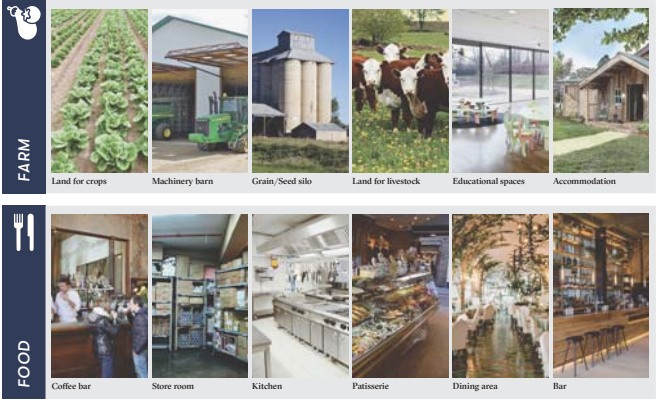 FARM
Land for crops
Machinery barn
Grain/Seed silo
Land for livestock
Educational spaces
Accommodation
FOOD
Coffee bar
Store room
Kitchen
Patisserie
Dining area
Bar